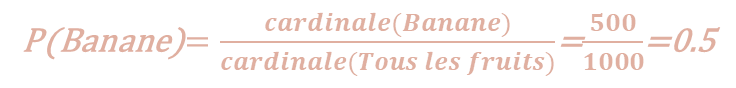 P(Banane)= cardinale(Banane) / cardinale(Tous les fruits) = 500 / 1000 =0.5